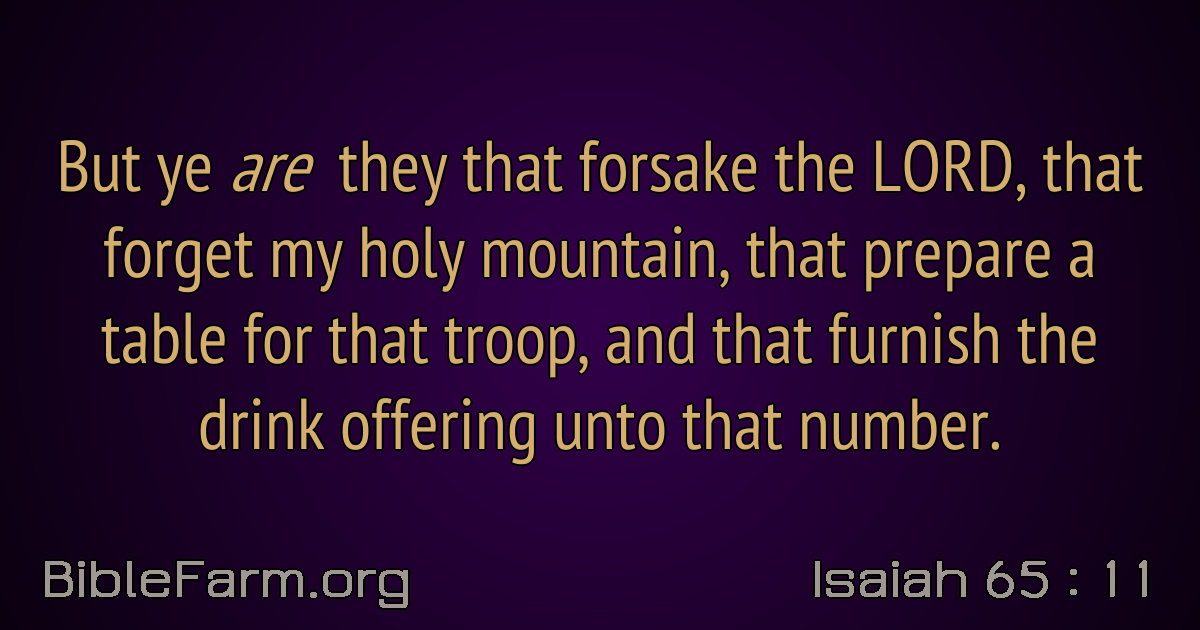 But ye are they that forsake the LORD, that
forget my holy mountain, that prepare a
table for that troop, and that furnish the
drink offering unto that number.
BibleFarm.org
Isaiah 65 : 11